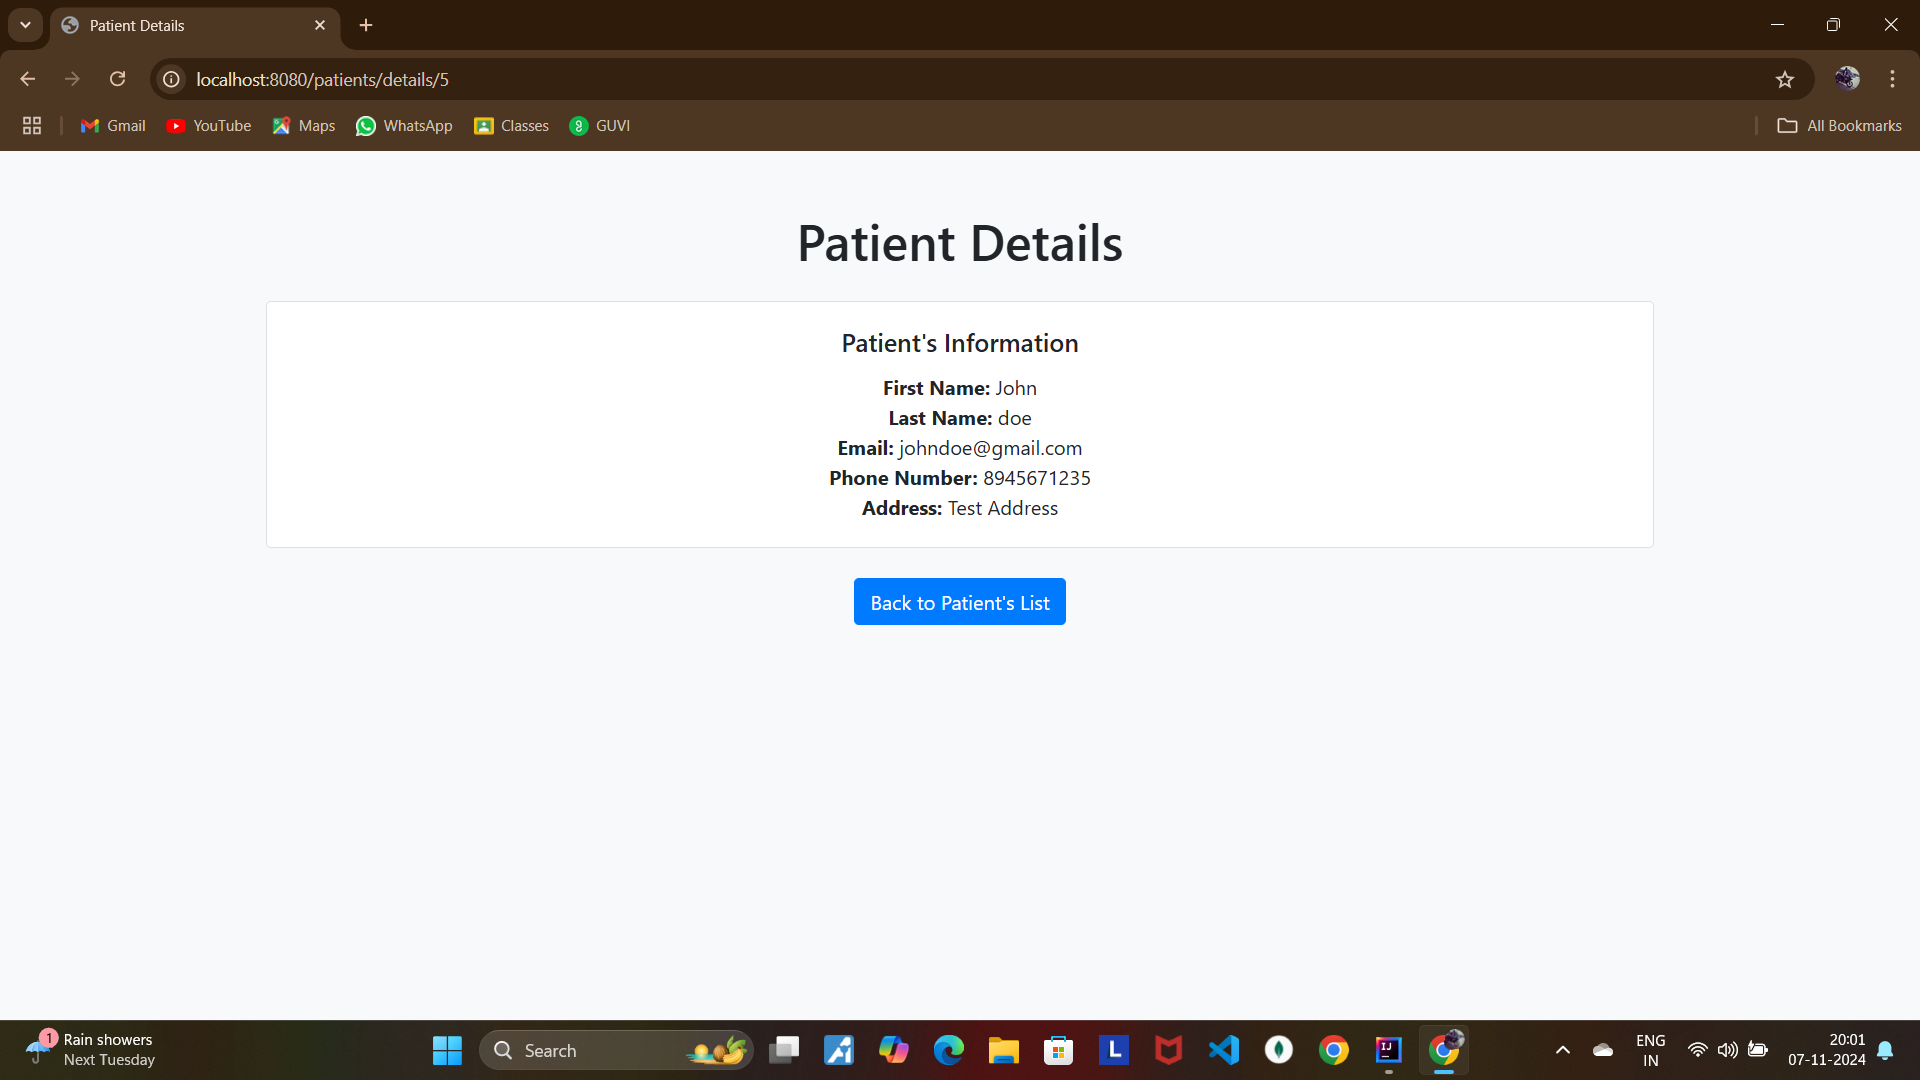 Patient Details
localhost:8080/patients/details/5
Gmail YouTube Maps WhatsApp Classes GUVI All Bookmarks
Patient Details
Patient's Information
First Name: John
Last Name: doe
Email: johndoe@gmail.com
Phone Number: 8945671235
Address: Test Address
Back to Patient's List
1
Rain showers
Next Tuesday
Search
L
IJ
ENG
IN
20:01
07-11-2024